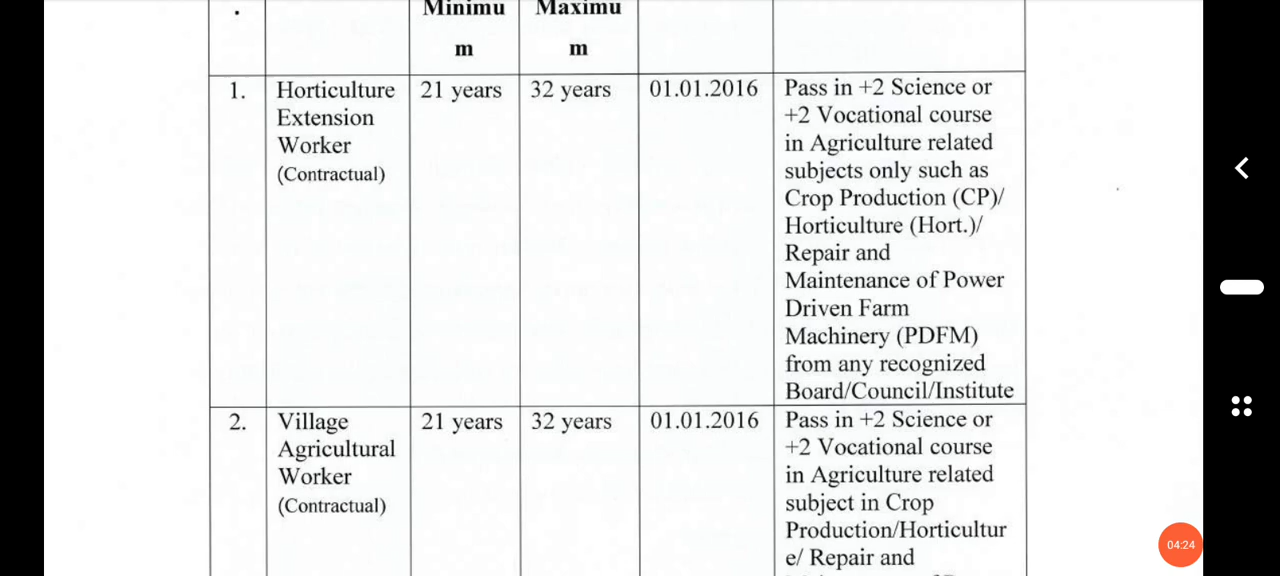 .
Minimu
m
Maximu
m
1.
Horticulture
Extension
Worker
(Contractual)
21 years
32 years
01.01.2016
Pass in +2 Science or
+2 Vocational course
in Agriculture related
subjects only such as
Crop Production (CP)/
Horticulture (Hort.)/
Repair and
Maintenance of Power
Driven Farm
Machinery (PDFM)
from any recognized
Board/Council/Institute
2.
Village
Agricultural
Worker
(Contractual)
21 years
32 years
01.01.2016
Pass in +2 Science or
+2 Vocational course
in Agriculture related
subject in Crop
Production/Horticultur
e/ Repair and
04:24